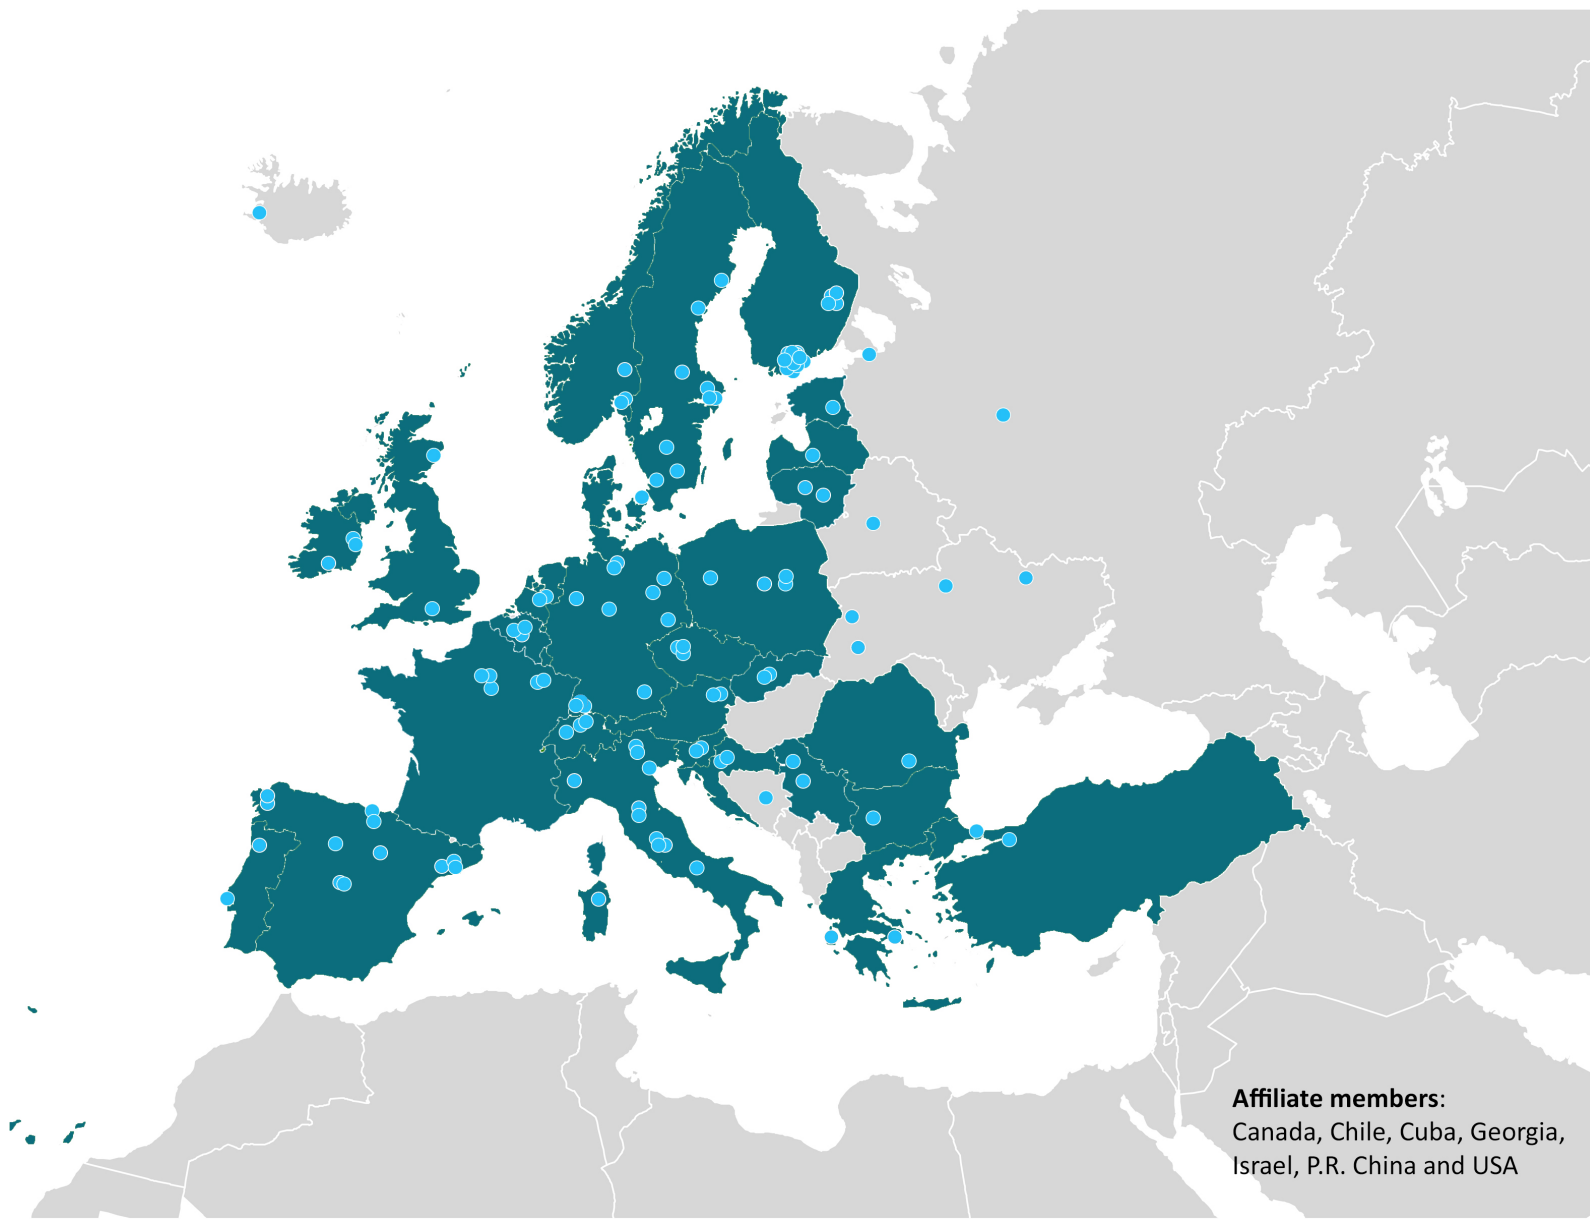 Affiliate members:
Canada, Chile, Cuba, Georgia,
Israel, P.R. China and USA